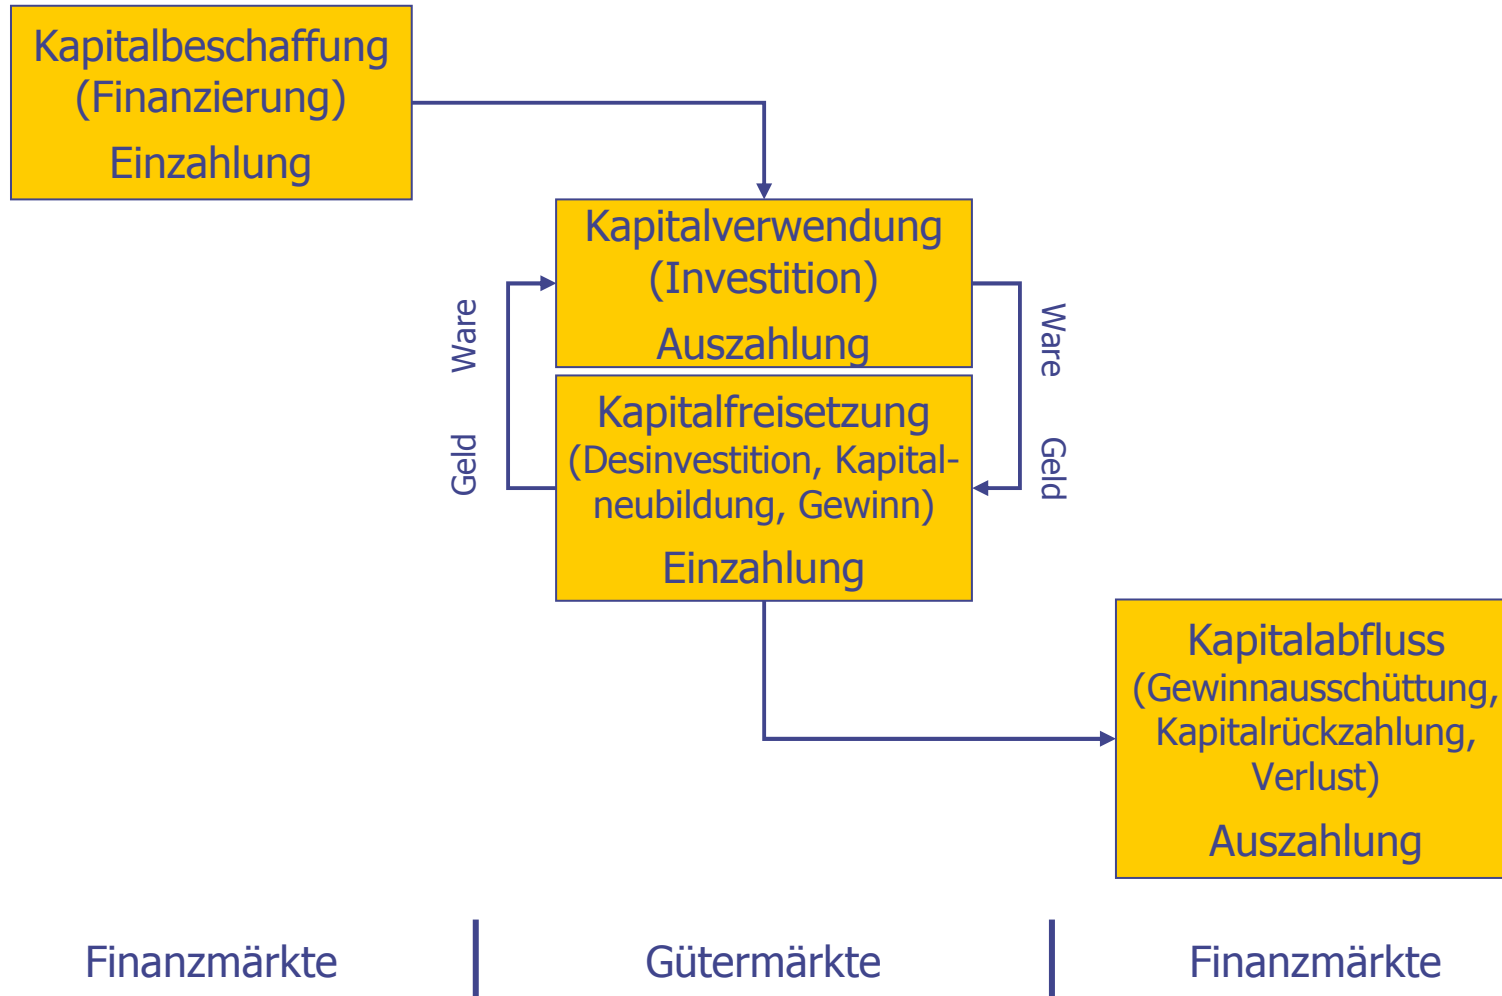 Kapitalbeschaffung
(Finanzierung)
Einzahlung
Kapitalverwendung
(Investition)
Auszahlung
Ware
Geld
Ware
Geld
Kapitalfreisetzung
(Desinvestition, Kapital-
neubildung, Gewinn)
Einzahlung
Kapitalabfluss
(Gewinnausschüttung,
Kapitalrückzahlung,
Verlust)
Auszahlung
Finanzmärkte
Gütermärkte
Finanzmärkte